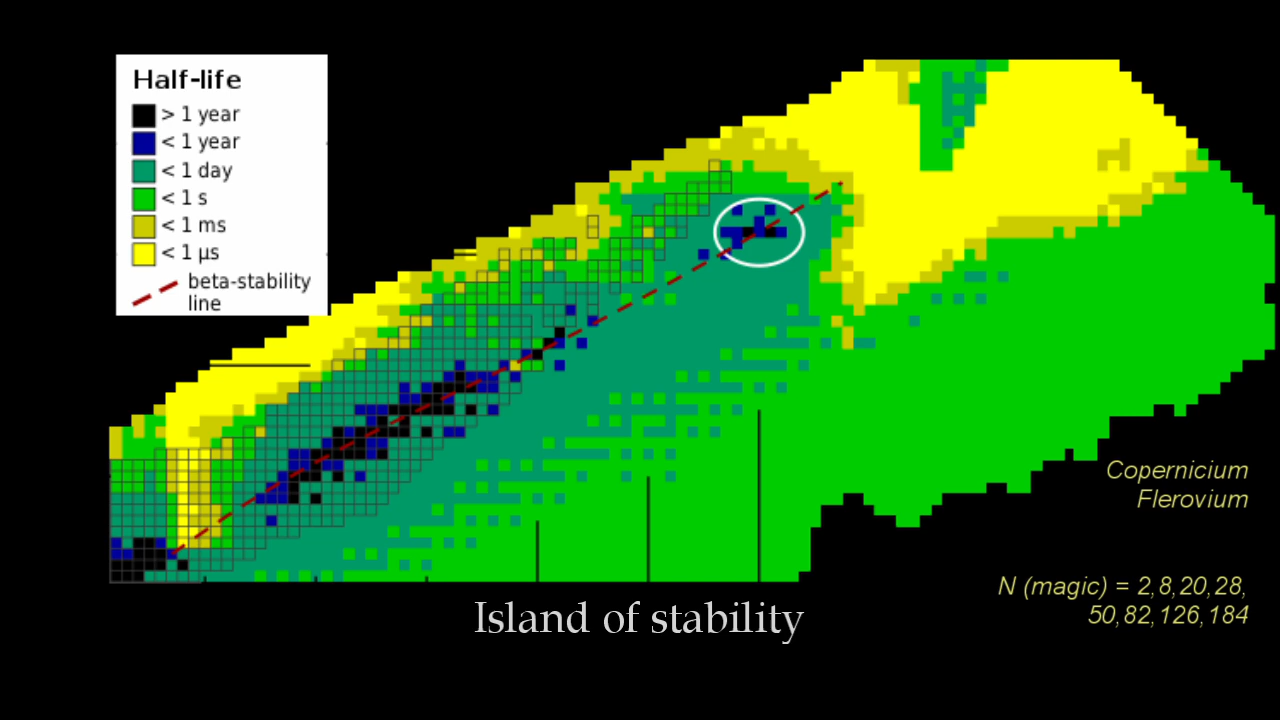 Half-life
> 1 year
< 1 year
< 1 day
< 1 s
< 1 ms
< 1 µs
beta-stability
line
Copernicium
Flerovium
N (magic) = 2,8,20,28,
50,82,126,184
Island of stability